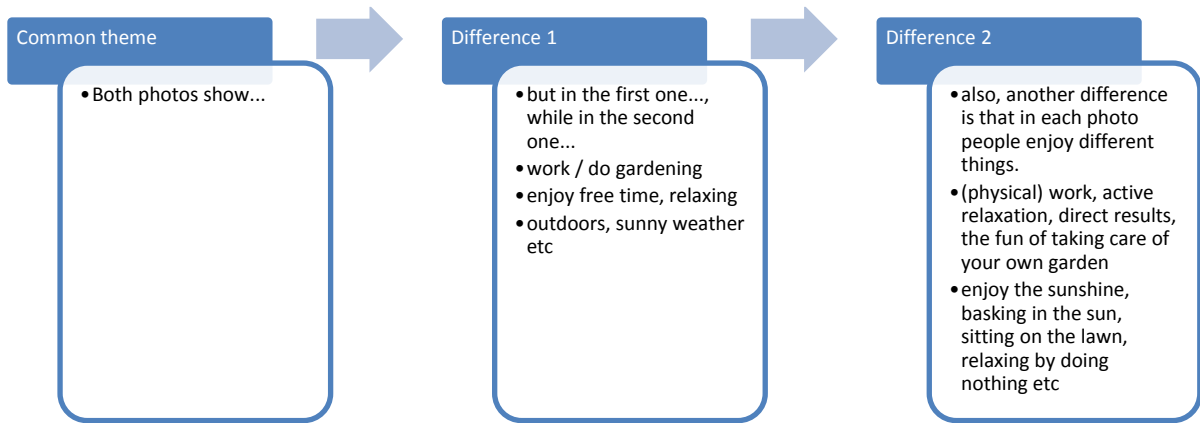 Common theme
•Both photos show...
Difference 1
•but in the first one...,
while in the second
one...
•work / do gardening
•enjoy free time, relaxing
•outdoors, sunny weather
etc
Difference 2
•also, another difference
is that in each photo
people enjoy different
things.
•(physical) work, active
relaxation, direct results,
the fun of taking care of
your own garden
•enjoy the sunshine,
basking in the sun,
sitting on the lawn,
relaxing by doing
nothing etc